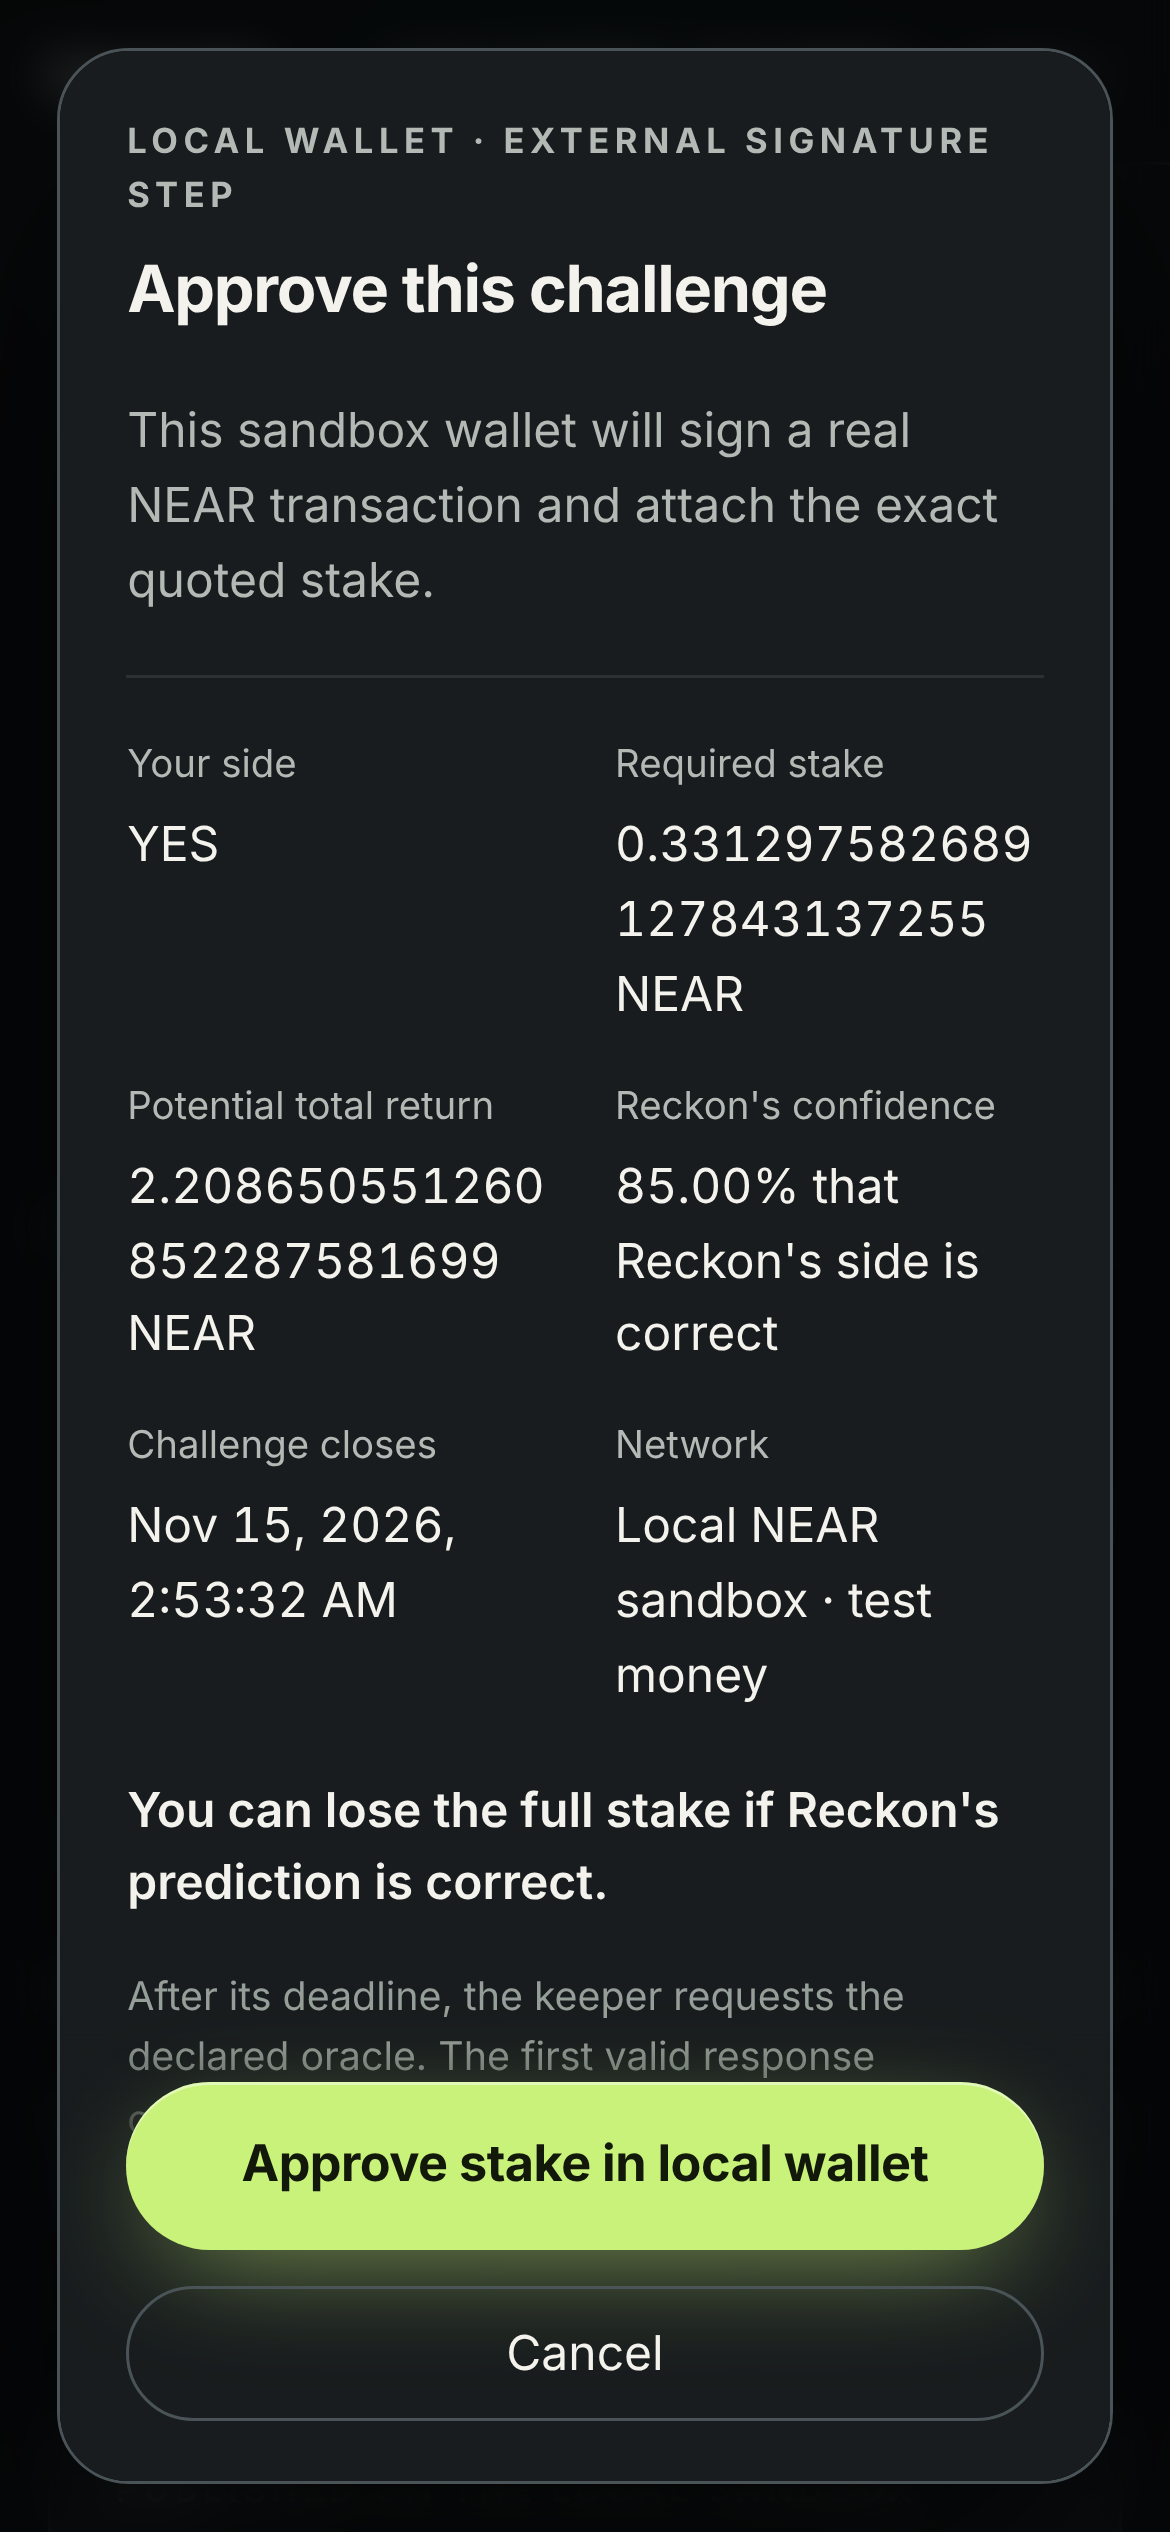 LOCAL WALLET · EXTERNAL SIGNATURE
STEP
Approve this challenge
This sandbox wallet will sign a real
NEAR transaction and attach the exact
quoted stake.
Your side
YES
Required stake
0.331297582689
127843137255
NEAR
Potential total return
2.208650551260
852287581699
NEAR
Reckon's confidence
85.00% that
Reckon's side is
correct
Challenge closes
Nov 15, 2026,
2:53:32 AM
Network
Local NEAR
sandbox · test
money
You can lose the full stake if Reckon's
prediction is correct.
After its deadline, the keeper requests the
declared oracle. The first valid response
Approve stake in local wallet
Cancel